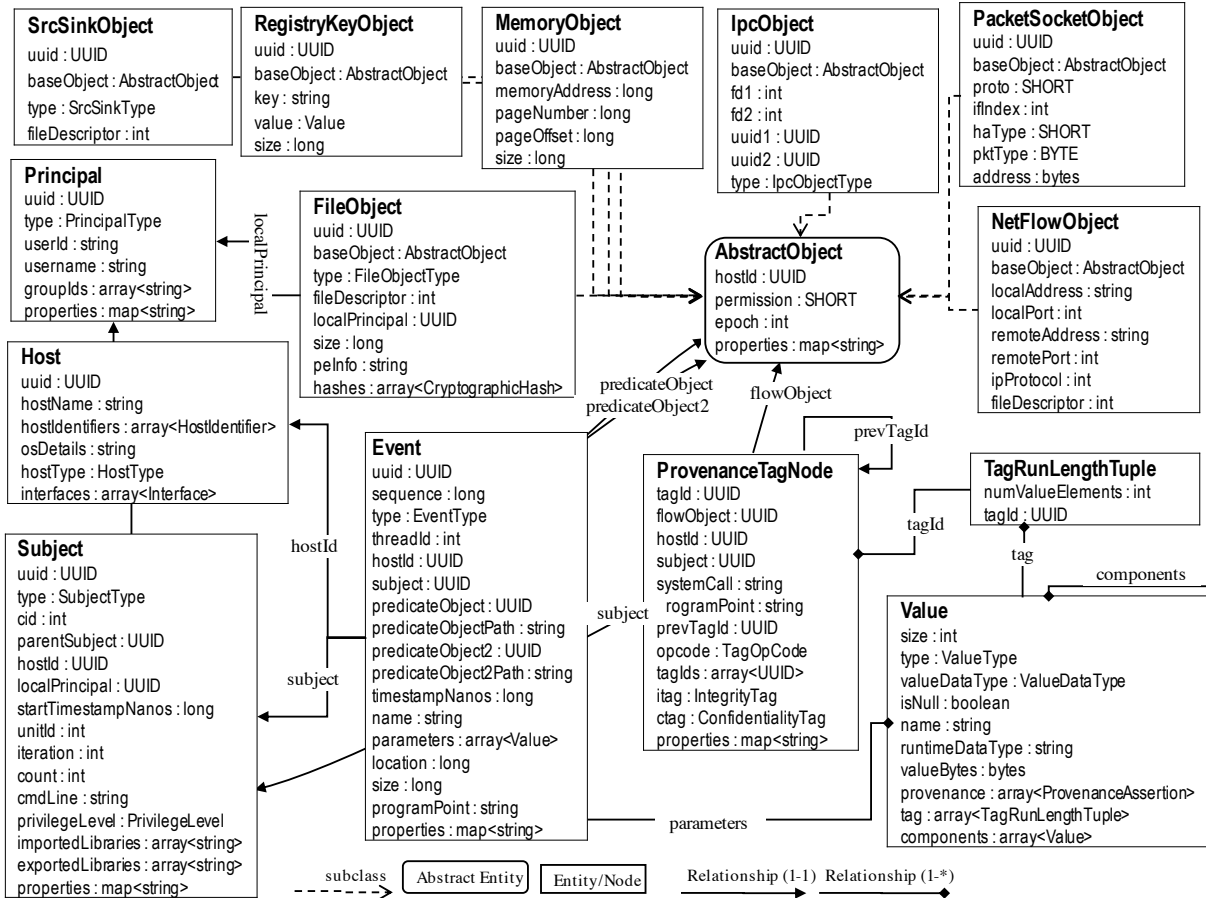 SrcSinkObject
uuid : UUID
baseObject : AbstractObject
type : SrcSinkType
fileDescriptor : int
RegistryKeyObject
uuid : UUID
baseObject : AbstractObject
key : string
value : Value
size : long
MemoryObject
uuid : UUID
baseObject : AbstractObject
memoryAddress : long
pageNumber : long
pageOffset : long
size : long
IpcObject
uuid : UUID
baseObject : AbstractObject
fd1 : int
fd2 : int
uuid1 : UUID
uuid2 : UUID
type : IpcObjectType
PacketSocketObject
uuid : UUID
baseObject : AbstractObject
proto : SHORT
ifIndex : int
haType : SHORT
pktType : BYTE
address : bytes
Principal
uuid : UUID
type : PrincipalType
userId : string
username : string
groupIds : array<string>
properties : map<string>
localPrincipal
FileObject
uuid : UUID
baseObject : AbstractObject
type : FileObjectType
fileDescriptor : int
localPrincipal : UUID
size : long
peInfo : string
hashes : array<CryptographicHash>
AbstractObject
hostId : UUID
permission : SHORT
epoch : int
properties : map<string>
NetFlowObject
uuid : UUID
baseObject : AbstractObject
localAddress : string
localPort : int
remoteAddress : string
remotePort : int
ipProtocol : int
fileDescriptor : int
Host
uuid : UUID
hostName : string
hostIdentifiers : array<HostIdentifier>
osDetails : string
hostType : HostType
interfaces : array<Interface>
predicateObject
predicateObject2
flowObject
prevTagId
Event
uuid : UUID
sequence : long
type : EventType
threadId : int
hostId : UUID
subject : UUID
predicateObject : UUID
predicateObjectPath : string
predicateObject2 : UUID
predicateObject2Path : string
timestampNanos : long
name : string
parameters : array<Value>
location : long
size : long
programPoint : string
properties : map<string>
ProvenanceTagNode
tagId : UUID
flowObject : UUID
hostId : UUID
subject : UUID
systemCall : string
rogramPoint : string
prevTagId : UUID
opcode : TagOpCode
tagIds : array<UUID>
itag : IntegrityTag
ctag : ConfidentialityTag
properties : map<string>
TagRunLengthTuple
numValueElements : int
tagId : UUID
tagId
tag
components
hostId
subject
subject
Subject
uuid : UUID
type : SubjectType
cid : int
parentSubject : UUID
hostId : UUID
localPrincipal : UUID
startTimestampNanos : long
unitId : int
iteration : int
count : int
cmdLine : string
privilegeLevel : PrivilegeLevel
importedLibraries : array<string>
exportedLibraries : array<string>
properties : map<string>
Value
size : int
type : ValueType
valueDataType : ValueDataType
isNull : boolean
name : string
runtimeDataType : string
valueBytes : bytes
provenance : array<ProvenanceAssertion>
tag : array<TagRunLengthTuple>
components : array<Value>
parameters
subclass
Abstract Entity
Entity/Node
Relationship (1-1)
Relationship (1-*)